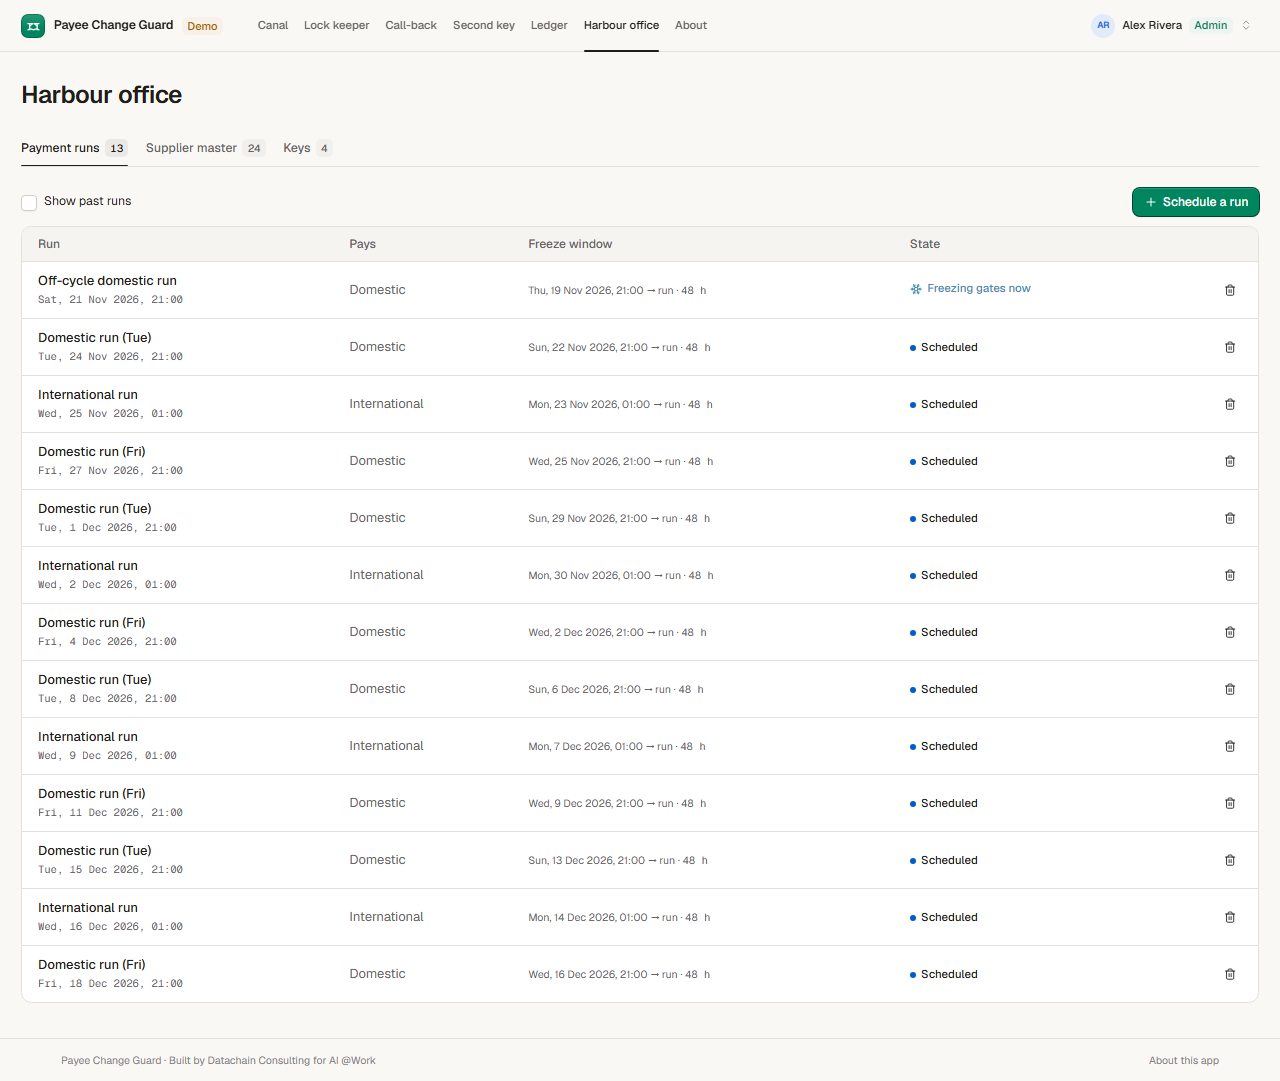 Payee Change Guard Demo Canal Lock keeper Call-back Second key Ledger Harbour office About AR Alex Rivera Admin
Harbour office
Payment runs 13 Supplier master 24 Keys 4
Show past runs + Schedule a run
Run Pays Freeze window State
Off-cycle domestic run
Sat, 21 Nov 2026, 21:00
Domestic Thu, 19 Nov 2026, 21:00 → run · 48 h Freezing gates now
Domestic run (Tue)
Tue, 24 Nov 2026, 21:00
Domestic Sun, 22 Nov 2026, 21:00 → run · 48 h Scheduled
International run
Wed, 25 Nov 2026, 01:00
International Mon, 23 Nov 2026, 01:00 → run · 48 h Scheduled
Domestic run (Fri)
Fri, 27 Nov 2026, 21:00
Domestic Wed, 25 Nov 2026, 21:00 → run · 48 h Scheduled
Domestic run (Tue)
Tue, 1 Dec 2026, 21:00
Domestic Sun, 29 Nov 2026, 21:00 → run · 48 h Scheduled
International run
Wed, 2 Dec 2026, 01:00
International Mon, 30 Nov 2026, 01:00 → run · 48 h Scheduled
Domestic run (Fri)
Fri, 4 Dec 2026, 21:00
Domestic Wed, 2 Dec 2026, 21:00 → run · 48 h Scheduled
Domestic run (Tue)
Tue, 8 Dec 2026, 21:00
Domestic Sun, 6 Dec 2026, 21:00 → run · 48 h Scheduled
International run
Wed, 9 Dec 2026, 01:00
International Mon, 7 Dec 2026, 01:00 → run · 48 h Scheduled
Domestic run (Fri)
Fri, 11 Dec 2026, 21:00
Domestic Wed, 9 Dec 2026, 21:00 → run · 48 h Scheduled
Domestic run (Tue)
Tue, 15 Dec 2026, 21:00
Domestic Sun, 13 Dec 2026, 21:00 → run · 48 h Scheduled
International run
Wed, 16 Dec 2026, 01:00
International Mon, 14 Dec 2026, 01:00 → run · 48 h Scheduled
Domestic run (Fri)
Fri, 18 Dec 2026, 21:00
Domestic Wed, 16 Dec 2026, 21:00 → run · 48 h Scheduled
Payee Change Guard · Built by Datachain Consulting for AI @Work About this app